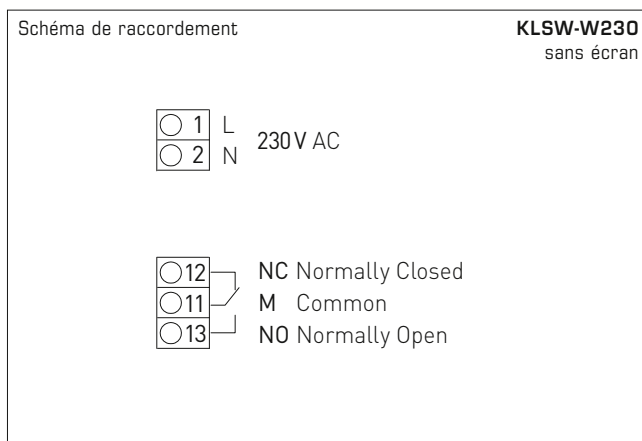 Schéma de raccordement
KLSW-W230
sans écran
1 L
2 N
230 V AC
12 NC Normally Closed
11 M Common
13 NO Normally Open